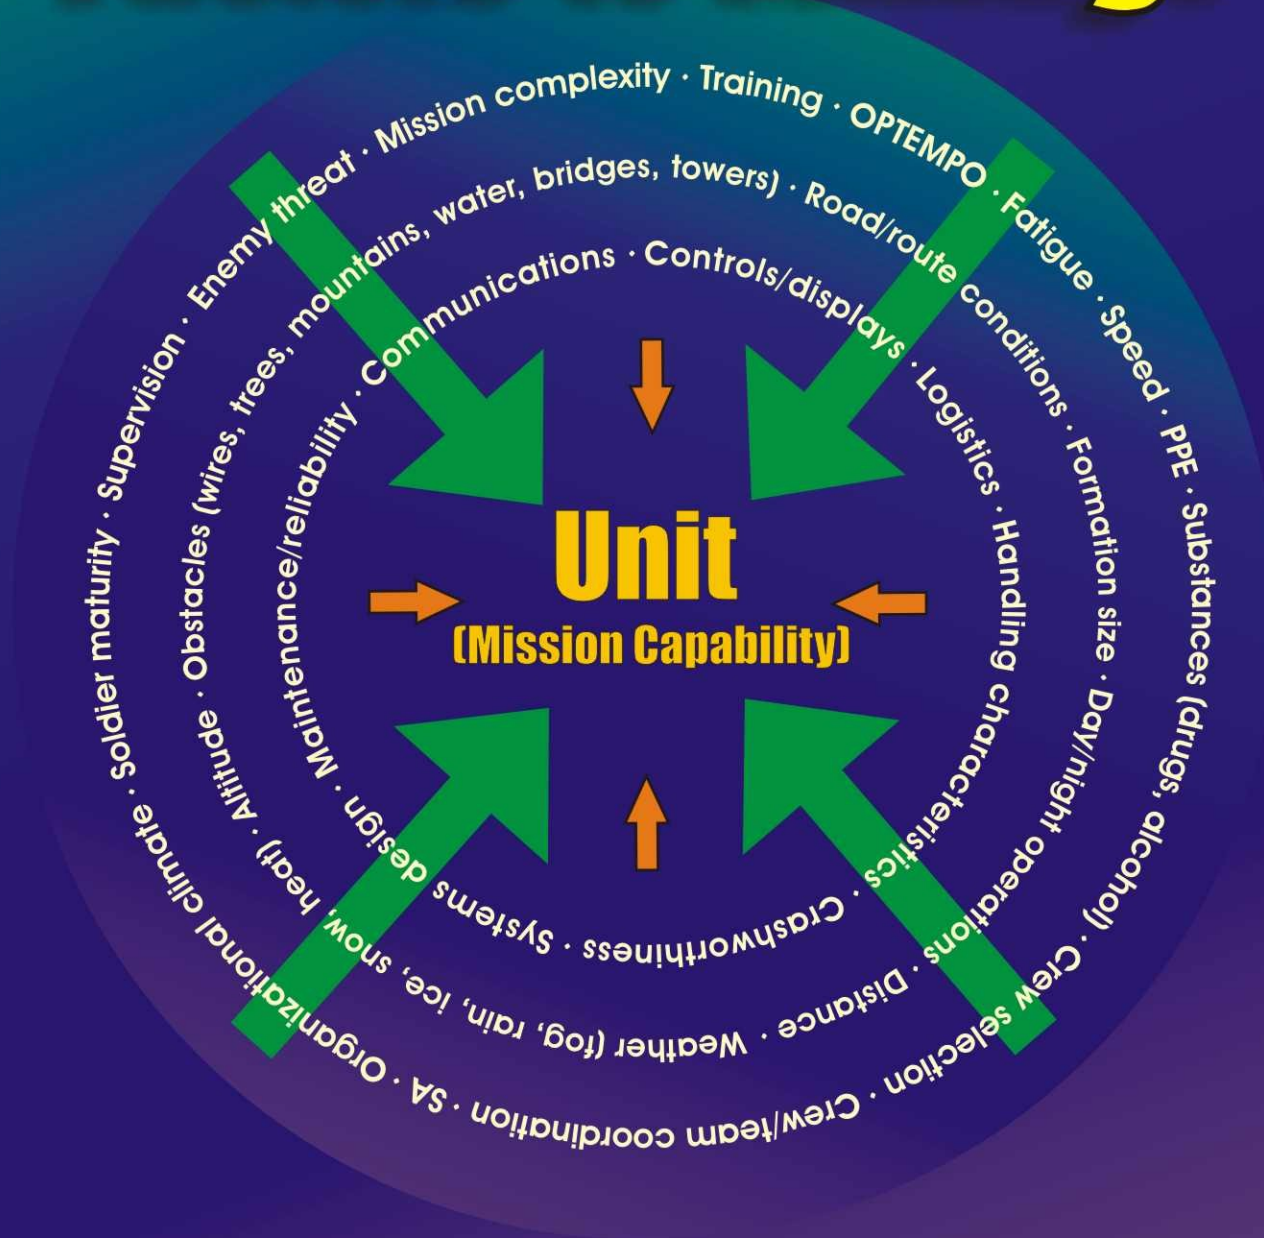 Mission complexity · Training · OPTEMPO · Fatigue · Speed · PPE · Substances (drugs, alcohol) · Crew selection · Crew/team coordination · SA · Organizational climate · Soldier maturity · Supervision · Enemy threat ·
Obstacles (wires, trees, mountains, water, bridges, towers) · Road/route conditions · Formation size · Day/night operations · Distance · Weather (fog, rain, ice, snow, heat) · Altitude ·
Communications · Controls/displays · Logistics · Handling characteristics · Crashworthiness · Systems design · Maintenance/reliability ·
Unit
(Mission Capability)